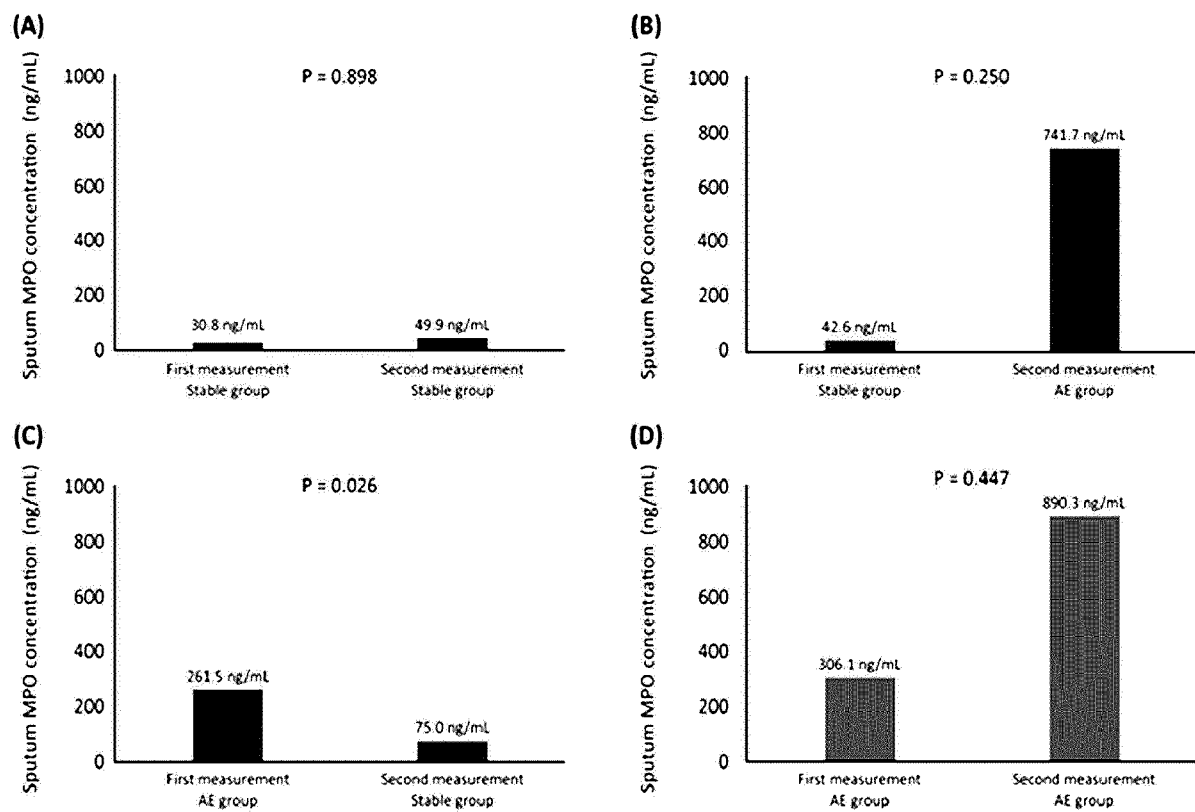 (A)
P = 0.898
Sputum MPO concentration (ng/mL)
1000
800
600
400
200
0
30.8 ng/mL
49.9 ng/mL
First measurement
Stable group
Second measurement
Stable group
(B)
P = 0.250
Sputum MPO concentration (ng/mL)
1000
800
600
400
200
0
42.6 ng/mL
741.7 ng/mL
First measurement
Stable group
Second measurement
AE group
(C)
P = 0.026
Sputum MPO concentration (ng/mL)
1000
800
600
400
200
0
261.5 ng/mL
75.0 ng/mL
First measurement
AE group
Second measurement
Stable group
(D)
P = 0.447
Sputum MPO concentration (ng/mL)
1000
800
600
400
200
0
306.1 ng/mL
890.3 ng/mL
First measurement
AE group
Second measurement
AE group